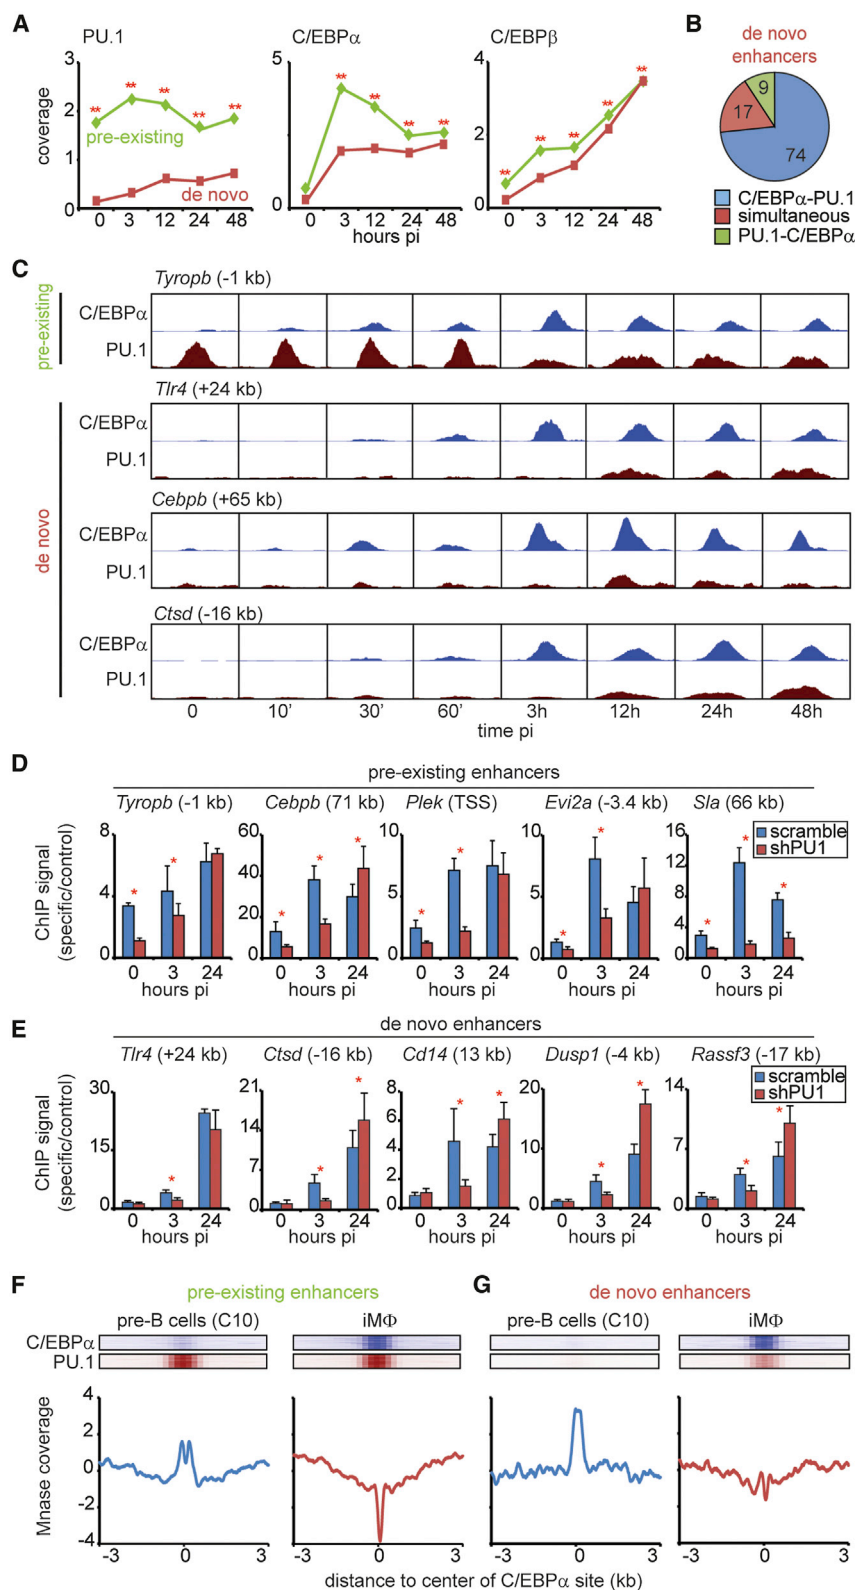 A
PU.1
C/EBPα
C/EBPβ
B
de novo
enhancers
coverage
3
2
1
0
5
0
4
2
0
**
**
**
**
**
**
**
**
**
**
**
**
**
**
pre-existing
de novo
0 3 12 24 48
0 3 12 24 48
0 3 12 24 48
hours pi
9
17
74
C/EBPα-PU.1
simultaneous
PU.1-C/EBPα
C
Tyropb (-1 kb)
pre-existing
C/EBPα
PU.1
Tlr4 (+24 kb)
de novo
C/EBPα
PU.1
Cebpb (+65 kb)
C/EBPα
PU.1
Ctsd (-16 kb)
C/EBPα
PU.1
0 10' 30' 60' 3h 12h 24h 48h
time pi
D
pre-existing enhancers
Tyropb (-1 kb) Cebpb (71 kb) Plek (TSS) Evi2a (-3.4 kb) Sla (66 kb)
scramble
shPU1
ChIP signal
(specific/control)
8
4
0
60
40
20
0
10
5
0
10
5
0
16
12
8
4
0
* *
* * *
* *
* *
* * *
0 3 24
0 3 24
0 3 24
0 3 24
0 3 24
hours pi hours pi hours pi hours pi hours pi
E
de novo enhancers
Tlr4 (+24 kb) Ctsd (-16 kb) Cd14 (13 kb) Dusp1 (-4 kb) Rassf3 (-17 kb)
scramble
shPU1
ChIP signal
(specific/control)
30
15
0
21
14
7
0
8
6
4
2
0
20
10
0
14
7
0
*
* *
* *
* *
* *
0 3 24
0 3 24
0 3 24
0 3 24
0 3 24
hours pi hours pi hours pi hours pi hours pi
F
pre-existing enhancers
G
de novo enhancers
pre-B cells (C10)
iMΦ
pre-B cells (C10)
iMΦ
C/EBPα
PU.1
Mnase coverage
4
2
0
-2
-4
-3 0 3
-3 0 3
-3 0 3
-3 0 3
distance to center of C/EBPα site (kb)